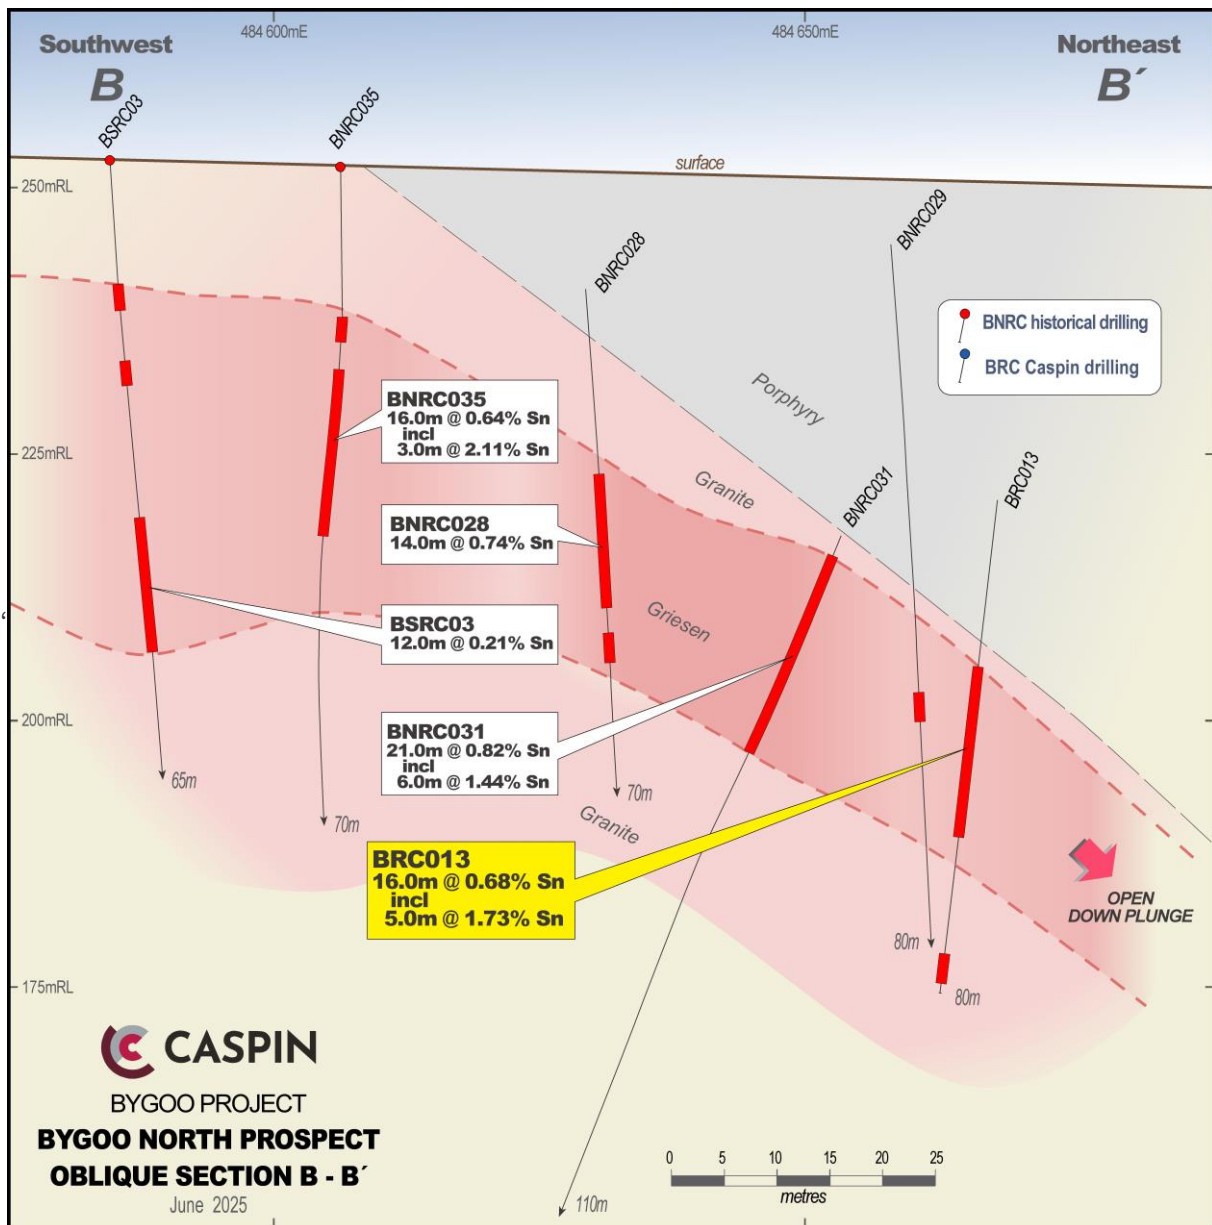 484 600mE
484 650mE
Southwest
B
Northeast
B´
BSRC03
BNRC035
surface
250mRL
BNRC029
BNRC028
BNRC historical drilling
BRC Caspin drilling
Porphyry
BNRC035
16.0m @ 0.64% Sn
incl
3.0m @ 2.11% Sn
225mRL
Granite
BNRC031
BRC013
BNRC028
14.0m @ 0.74% Sn
Griesen
BSRC03
12.0m @ 0.21% Sn
200mRL
BNRC031
21.0m @ 0.82% Sn
incl
6.0m @ 1.44% Sn
65m
70m
70m
Granite
BRC013
16.0m @ 0.68% Sn
incl
5.0m @ 1.73% Sn
OPEN
DOWN PLUNGE
80m
80m
175mRL
CASPIN
BYGOO PROJECT
BYGOO NORTH PROSPECT
OBLIQUE SECTION B - B´
June 2025
0 5 10 15 20 25
metres
110m